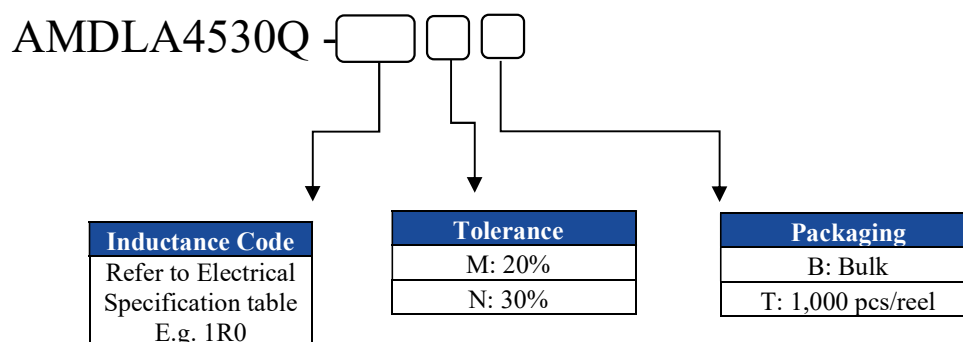 AMDLA4530Q -
Inductance Code
Refer to Electrical
Specification table
E.g. 1R0
Tolerance
M: 20%
N: 30%
Packaging
B: Bulk
T: 1,000 pcs/reel